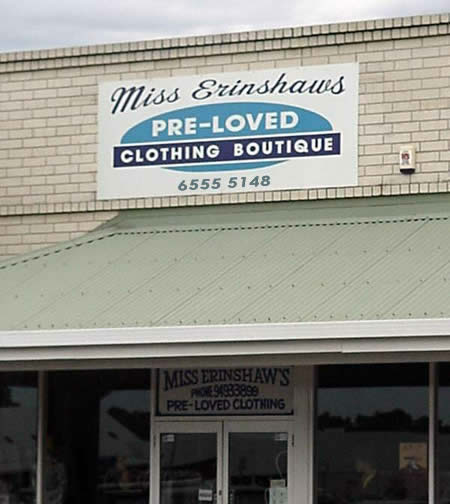 Miss Erinshaws
PRE-LOVED
CLOTHING BOUTIQUE
6555 5148
MISS ERINSHAW'S
PHONE 94933899
PRE-LOVED CLOTHING